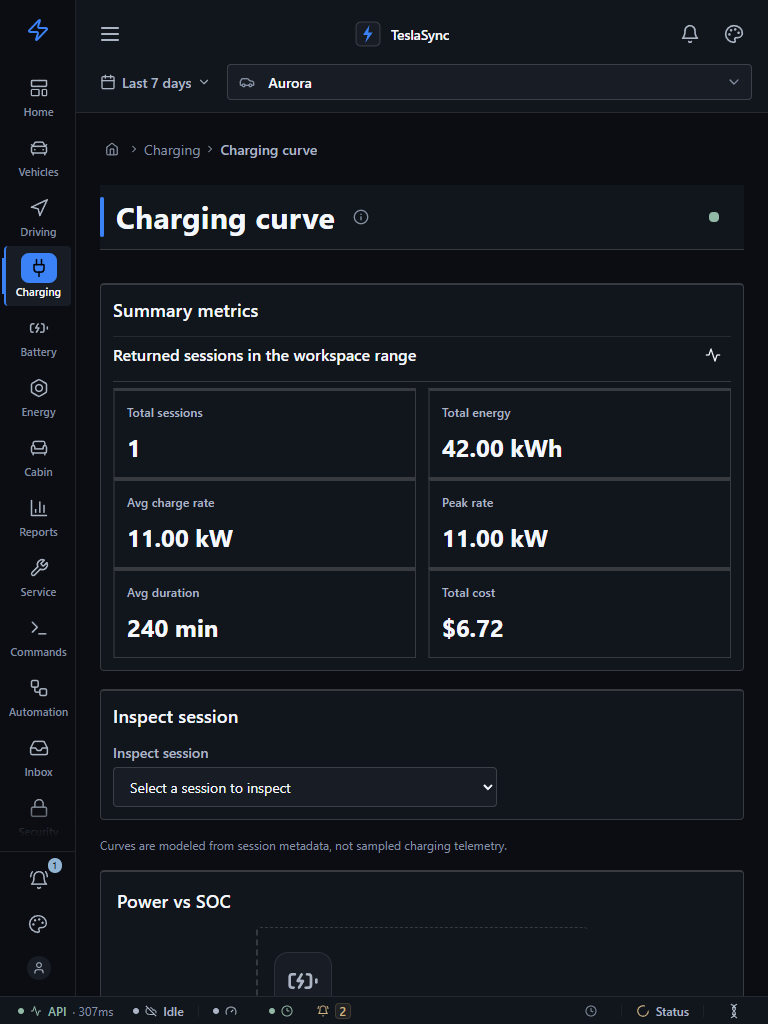 TeslaSync
Last 7 days
Aurora
Home
Vehicles
Driving
Charging
Battery
Energy
Cabin
Reports
Service
Commands
Automation
Inbox
Security
1
Charging > Charging curve
Charging curve
Summary metrics
Returned sessions in the workspace range
Total sessions
1
Total energy
42.00 kWh
Avg charge rate
11.00 kW
Peak rate
11.00 kW
Avg duration
240 min
Total cost
$6.72
Inspect session
Inspect session
Select a session to inspect
Curves are modeled from session metadata, not sampled charging telemetry.
Power vs SOC
API · 307ms
Idle
2
Status